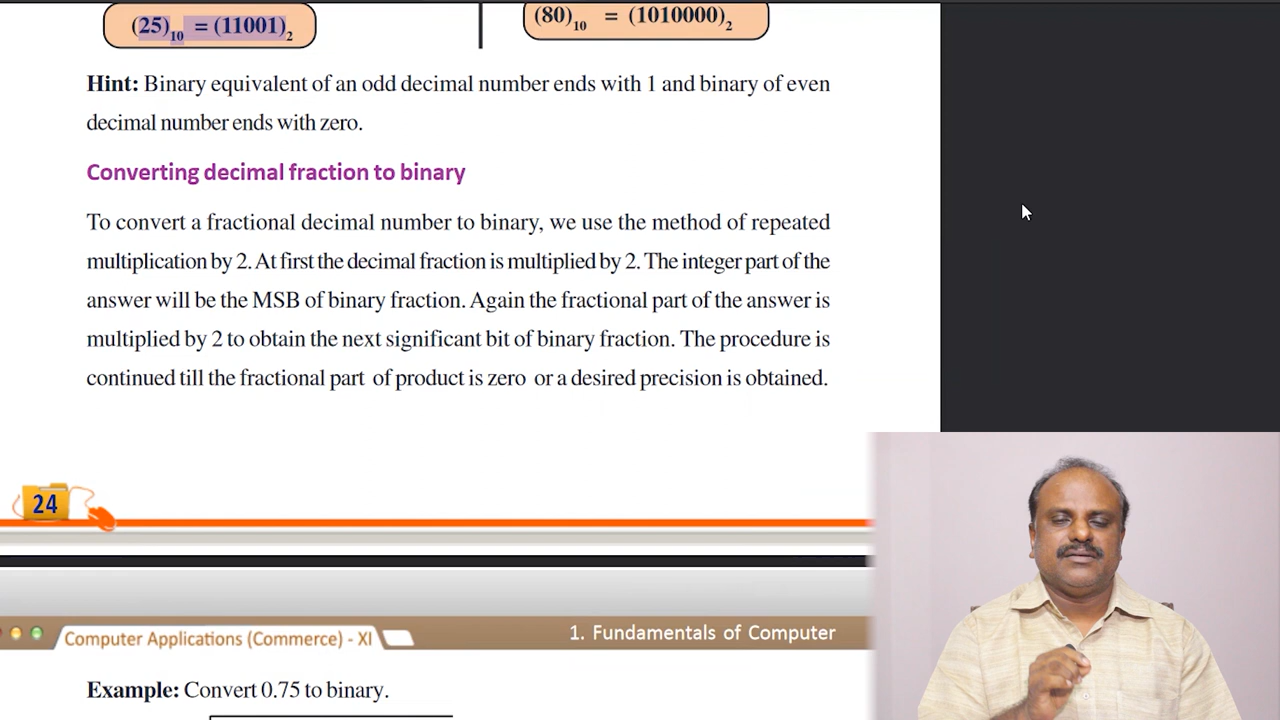 (25)10 = (11001)2
(80)10 = (1010000)2
Hint: Binary equivalent of an odd decimal number ends with 1 and binary of even
decimal number ends with zero.
Converting decimal fraction to binary
To convert a fractional decimal number to binary, we use the method of repeated
multiplication by 2. At first the decimal fraction is multiplied by 2. The integer part of the
answer will be the MSB of binary fraction. Again the fractional part of the answer is
multiplied by 2 to obtain the next significant bit of binary fraction. The procedure is
continued till the fractional part of product is zero or a desired precision is obtained.
24
Computer Applications (Commerce) - XI
1. Fundamentals of Computer
Example: Convert 0.75 to binary.